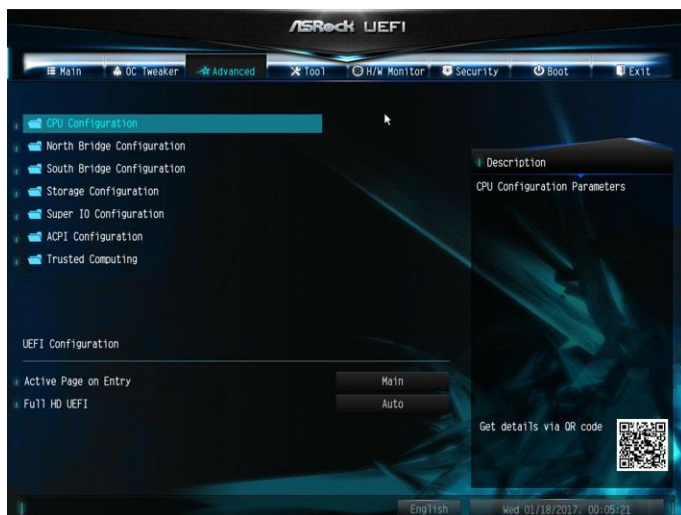 ASRock UEFI
Main OC Tweaker Advanced Tool H/W Monitor Security Boot Exit
CPU Configuration
North Bridge Configuration
South Bridge Configuration
Storage Configuration
Super IO Configuration
ACPI Configuration
Trusted Computing
Description
CPU Configuration Parameters
UEFI Configuration
Active Page on Entry Main
Full HD UEFI Auto
Get details via QR code
English Wed 01/18/2017. 00:05:21